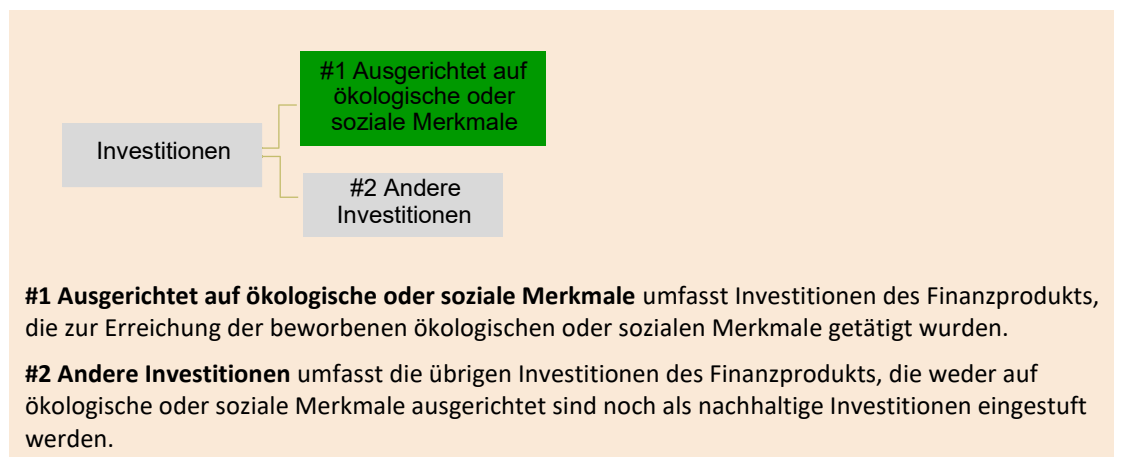 #1 Ausgerichtet auf
ökologische oder
soziale Merkmale
Investitionen
#2 Andere
Investitionen
#1 Ausgerichtet auf ökologische oder soziale Merkmale umfasst Investitionen des Finanzprodukts,
die zur Erreichung der beworbenen ökologischen oder sozialen Merkmale getätigt wurden.
#2 Andere Investitionen umfasst die übrigen Investitionen des Finanzprodukts, die weder auf
ökologische oder soziale Merkmale ausgerichtet sind noch als nachhaltige Investitionen eingestuft
werden.